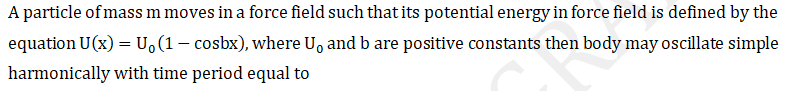 A particle of mass m moves in a force field such that its potential energy in force field is defined by the
equation U(x) = U₀(1 − cosbx), where U₀ and b are positive constants then body may oscillate simple
harmonically with time period equal to